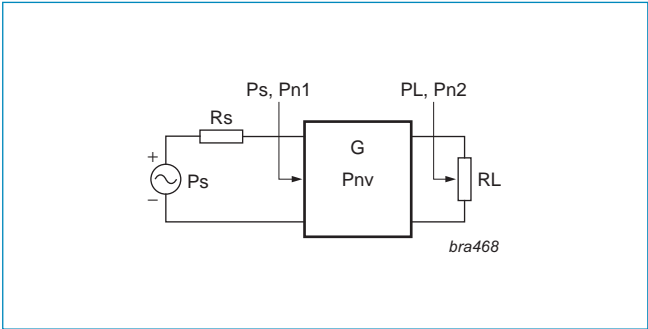 Ps, Pn1
PL, Pn2
Rs
G
+
Ps
Pnv
RL
−
bra468